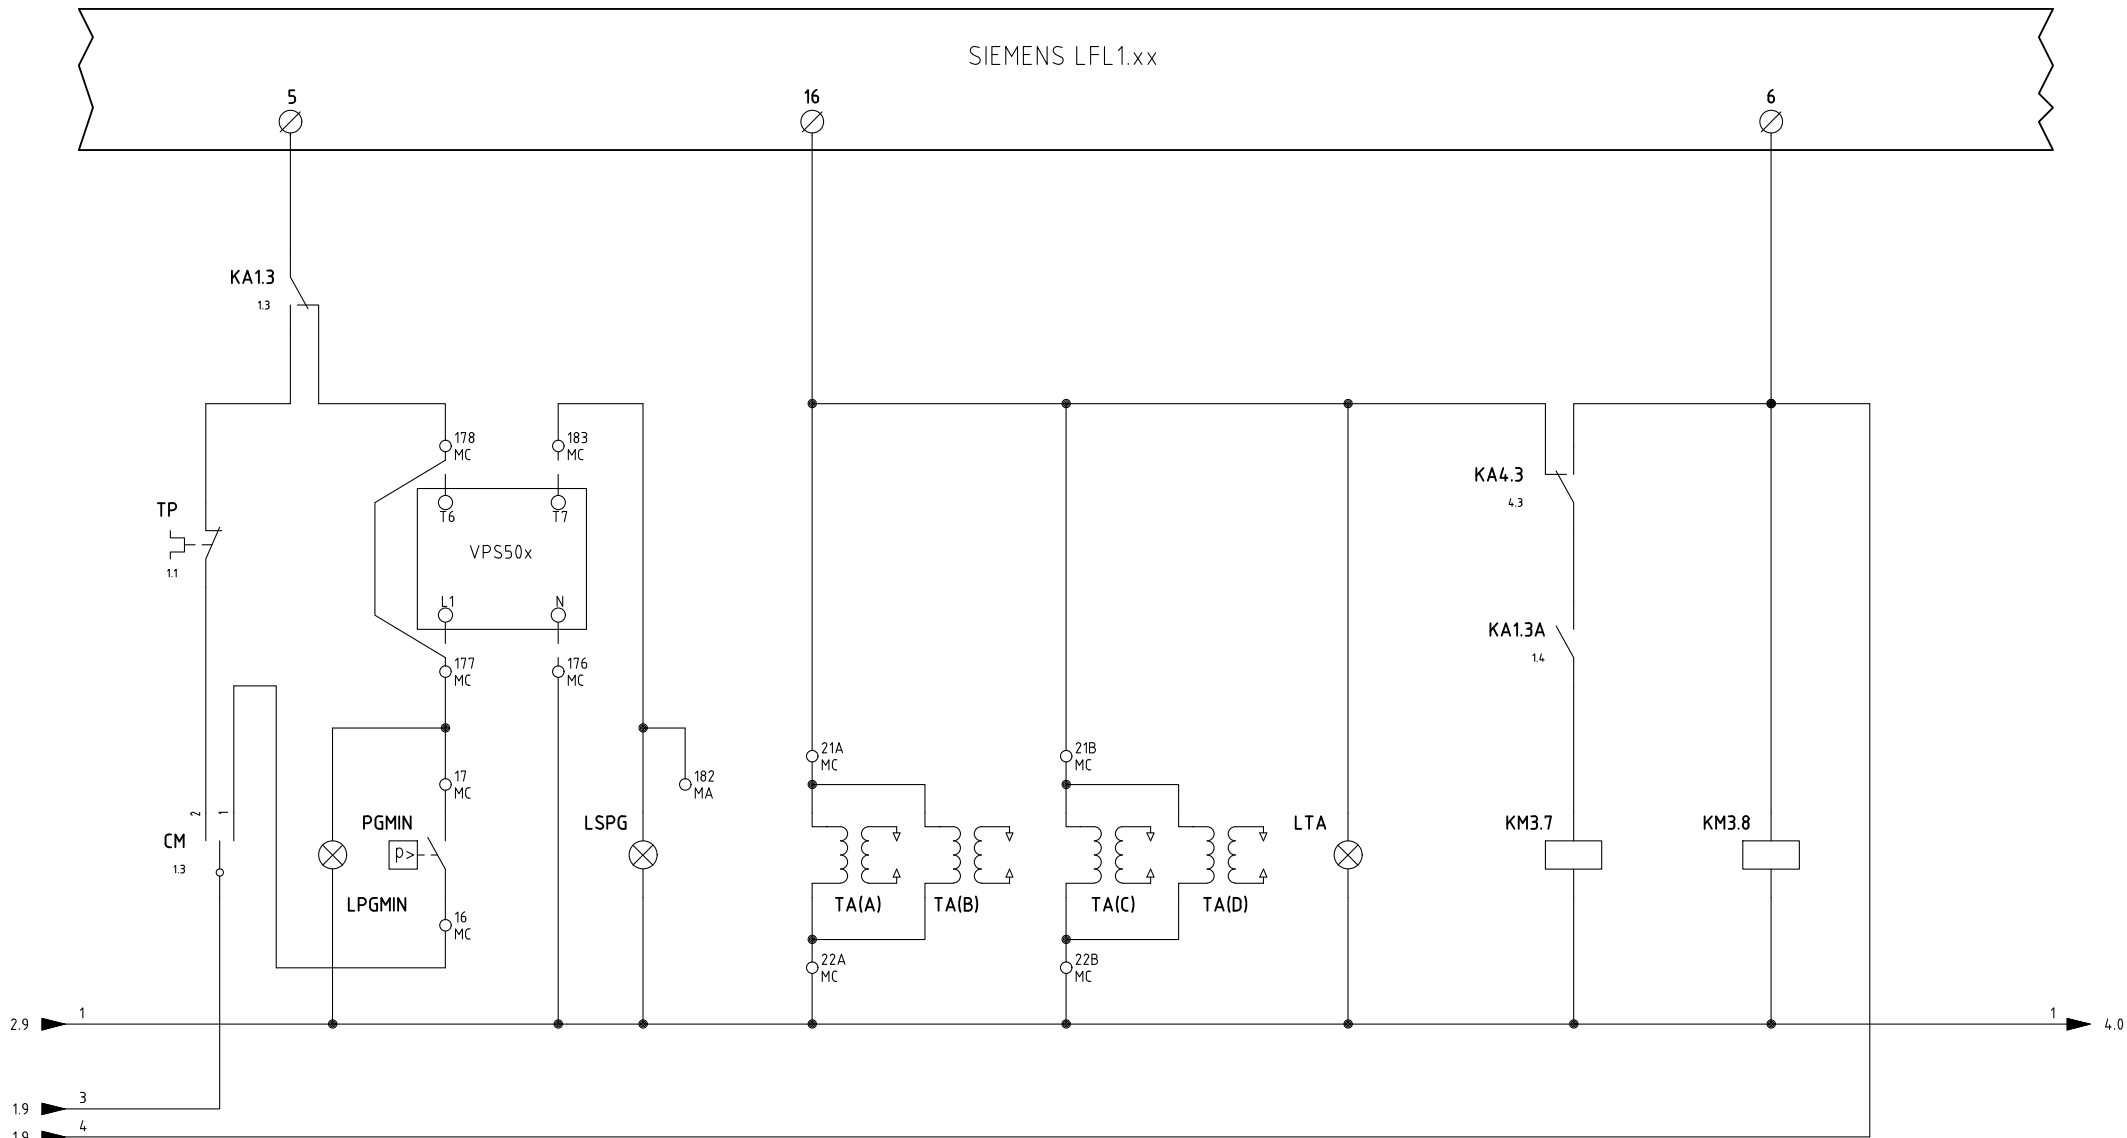 SIEMENS LFL1.xx
5
16
6
KA1.3
1.3
178
MC
183
MC
KA4.3
4.3
TP
1.1
T6
T7
VPS50x
L1
N
KA1.3A
1.4
177
MC
176
MC
21A
MC
21B
MC
17
MC
182
MA
2
1
CM
1.3
PGMIN
P>
LPGMIN
LSPG
LTA
KM3.7
KM3.8
TA(A)
TA(B)
TA(C)
TA(D)
16
MC
22A
MC
22B
MC
2.9
1
1
4.0
1.9
3
1.9
4